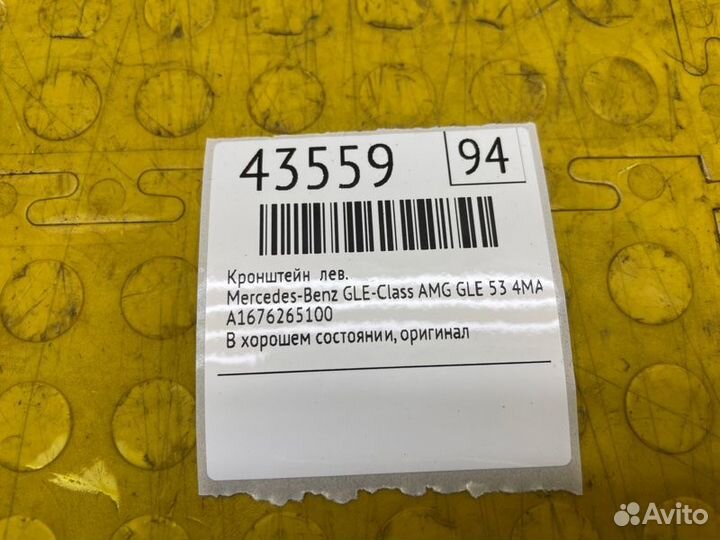 43559
94
Кронштейн лев.
Mercedes-Benz GLE-Class AMG GLE 53 4MA
A1676265100
В хорошем состоянии, оригинал
Avito